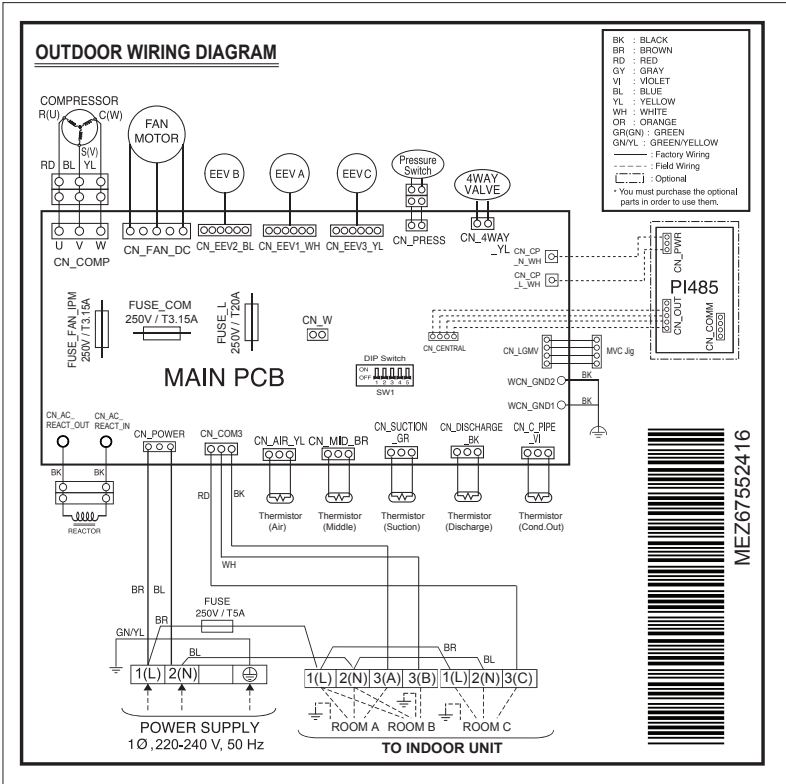 OUTDOOR WIRING DIAGRAM
BK : BLACK
BR : BROWN
RD : RED
GY : GRAY
VI : VIOLET
BL : BLUE
YL : YELLOW
WH : WHITE
OR : ORANGE
GR(GN) : GREEN
GN/YL : GREEN/YELLOW
: Factory Wiring
: Field Wiring
: Optional
* You must purchase the optional
parts in order to use them.
COMPRESSOR
R(U) C(W)
S(V)
RD BL YL
FAN
MOTOR
EEV B
EEV A
EEV C
Pressure
Switch
4WAY
VALVE
U V W
CN_COMP
CN_FAN_DC
CN_EEV2_BL
CN_EEV1_WH
CN_EEV3_YL
CN_PRESS
CN_4WAY
_YL
CN_CP
_N_WH
CN_CP
_L_WH
CN_PWR
PI485
CN_OUT
CN_COMM
FUSE_FAN_IPM
250V / T3.15A
FUSE_COM
250V / T3.15A
FUSE_L
250V / T20A
CN_W
CN_CENTRAL
DIP Switch
ON
OFF
1 2 3 4 5
SW1
MAIN PCB
CN_LGMV
MVC Jig
WCN_GND2
BK
WCN_GND1
BK
CN_AC_
REACT_OUT
CN_AC_
REACT_IN
CN_POWER
CN_COM3
CN_AIR_YL
CN_MID_BR
CN_SUCTION
_GR
CN_DISCHARGE
_BK
CN_C_PIPE
_VI
BK
BK
REACTOR
RD
BK
WH
Thermistor
(Air)
Thermistor
(Middle)
Thermistor
(Suction)
Thermistor
(Discharge)
Thermistor
(Cond.Out)
MEZ67552416
BR BL
FUSE
250V / T5A
GN/YL
BR
BL
BR
BL
1(L) 2(N)
1(L) 2(N) 3(A) 3(B) 1(L) 2(N) 3(C)
POWER SUPPLY
1Ø ,220-240 V, 50 Hz
ROOM A ROOM B ROOM C
TO INDOOR UNIT